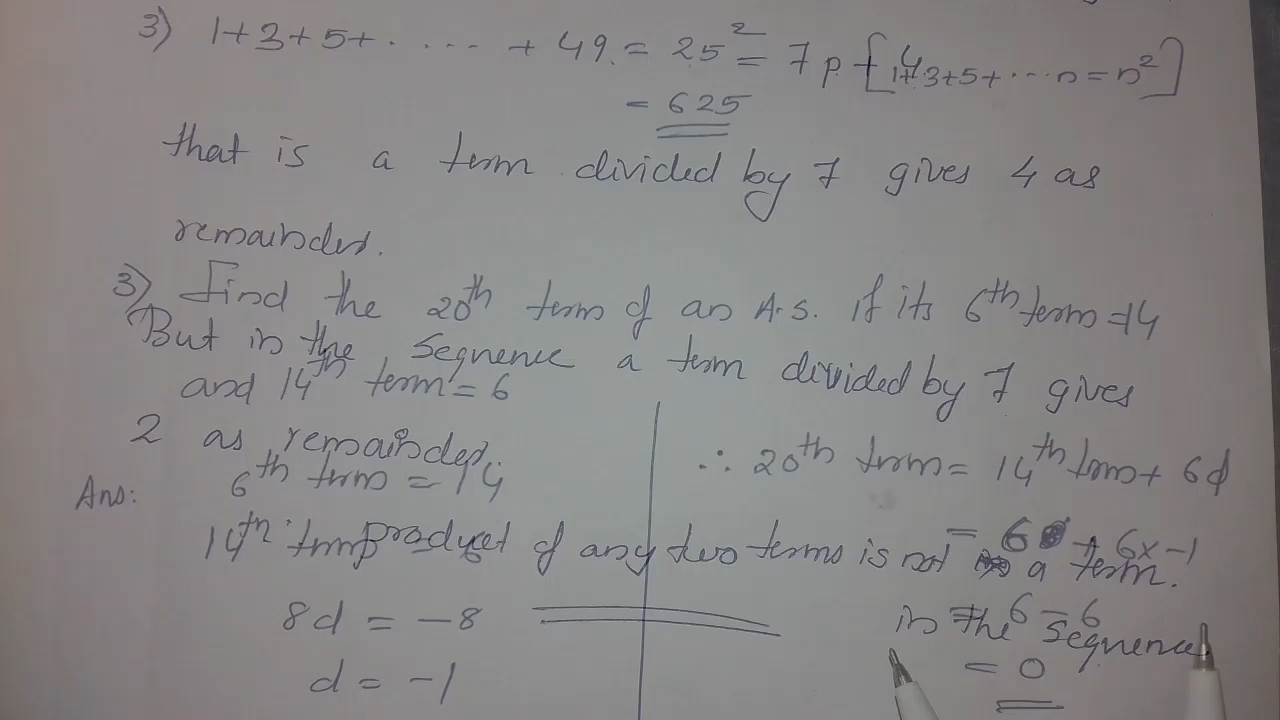 3) 1+3+5+ . . . . . + 49 = 25² = 7p + 4 [1+3+5+ ... n = n²]
= 625
that is a term divided by 7 gives 4 as
remainder.
3) Find the 20th term of an A.S. if its 6th term = 14
But in the sequence a term divided by 7 gives
and 14th term = 6
2 as remainder.
Ans: 6th term = 14
∴ 20th term = 14th term + 6d
14th term
product of any two terms is not a term.
= 6 + 6x-1
8d = -8
in the sequence
= 6-6
d = -1
= 0